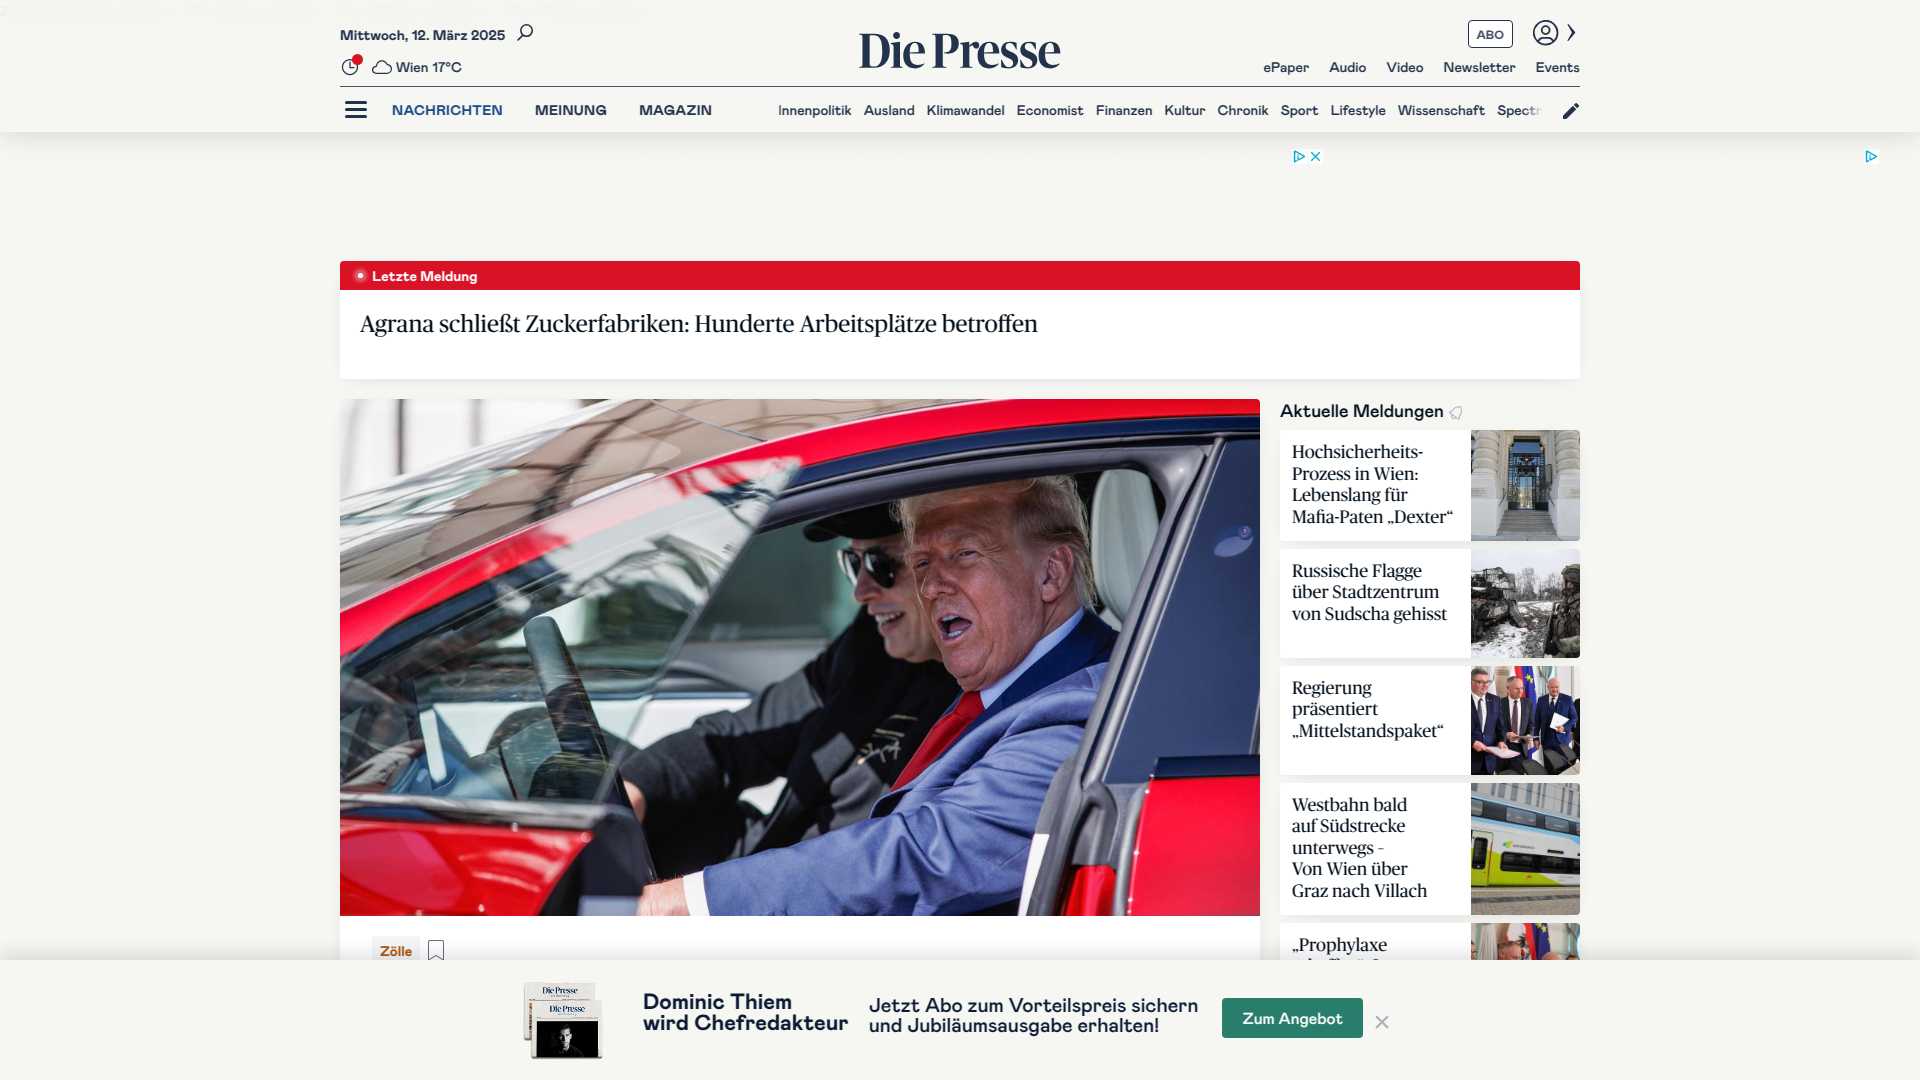 Mittwoch, 12. März 2025
Wien 17°C
Die Presse
ABO
ePaper Audio Video Newsletter Events
NACHRICHTEN MEINUNG MAGAZIN
Innenpolitik Ausland Klimawandel Economist Finanzen Kultur Chronik Sport Lifestyle Wissenschaft Spectr
Letzte Meldung
Agrana schließt Zuckerfabriken: Hunderte Arbeitsplätze betroffen
Zölle
Aktuelle Meldungen
Hochsicherheits-
Prozess in Wien:
Lebenslang für
Mafia-Paten „Dexter“
Russische Flagge
über Stadtzentrum
von Sudscha gehisst
Regierung
präsentiert
„Mittelstandspaket“
Westbahn bald
auf Südstrecke
unterwegs –
Von Wien über
Graz nach Villach
„Prophylaxe
Die Presse
Die Presse
Dominic Thiem
wird Chefredakteur
Jetzt Abo zum Vorteilspreis sichern
und Jubiläumsausgabe erhalten!
Zum Angebot